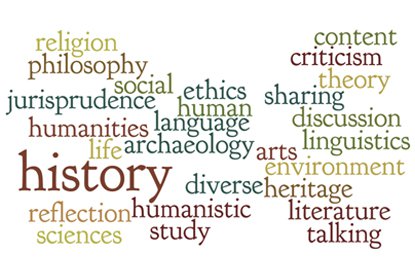 religion
content
philosophy
criticism
social
theory
ethics
jurisprudence
sharing
human
humanities
language
discussion
life
archaeology
arts
linguistics
history
environment
diverse
heritage
reflection
humanistic
literature
sciences
study
talking